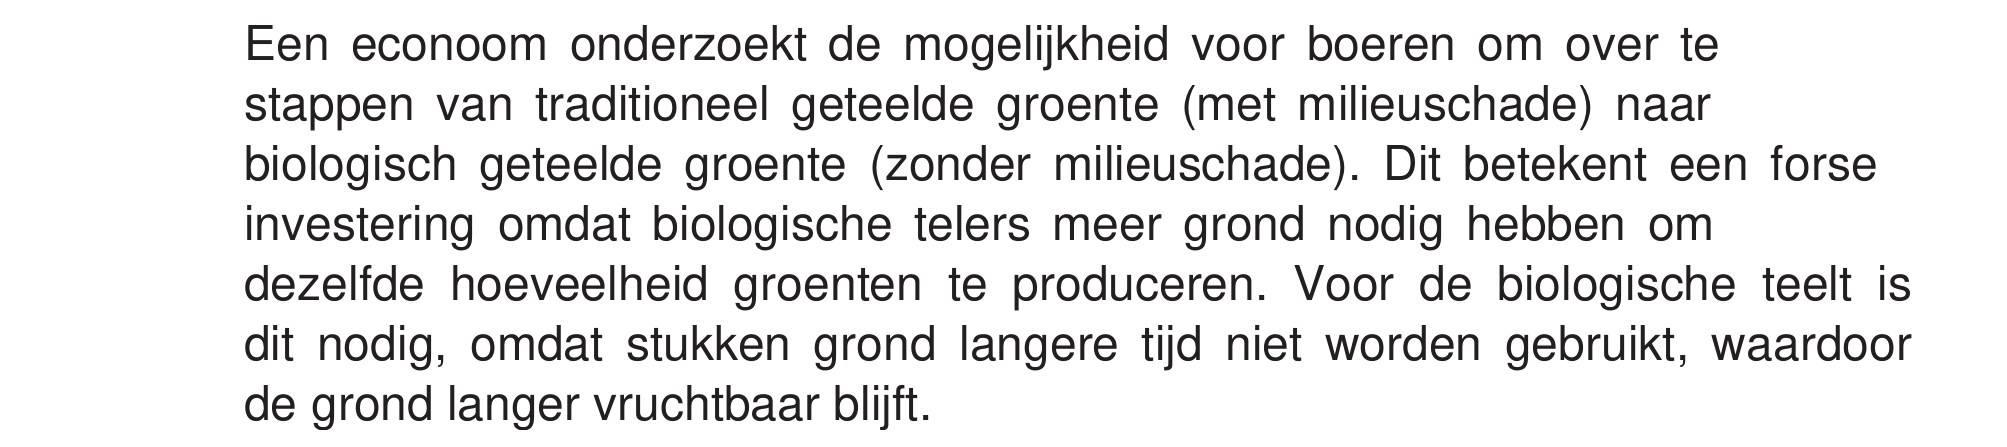 Een econoom onderzoekt de mogelijkheid voor boeren om over te
stappen van traditioneel geteelde groente (met milieuschade) naar
biologisch geteelde groente (zonder milieuschade). Dit betekent een forse
investering omdat biologische telers meer grond nodig hebben om
dezelfde hoeveelheid groenten te produceren. Voor de biologische teelt is
dit nodig, omdat stukken grond langere tijd niet worden gebruikt, waardoor
de grond langer vruchtbaar blijft.